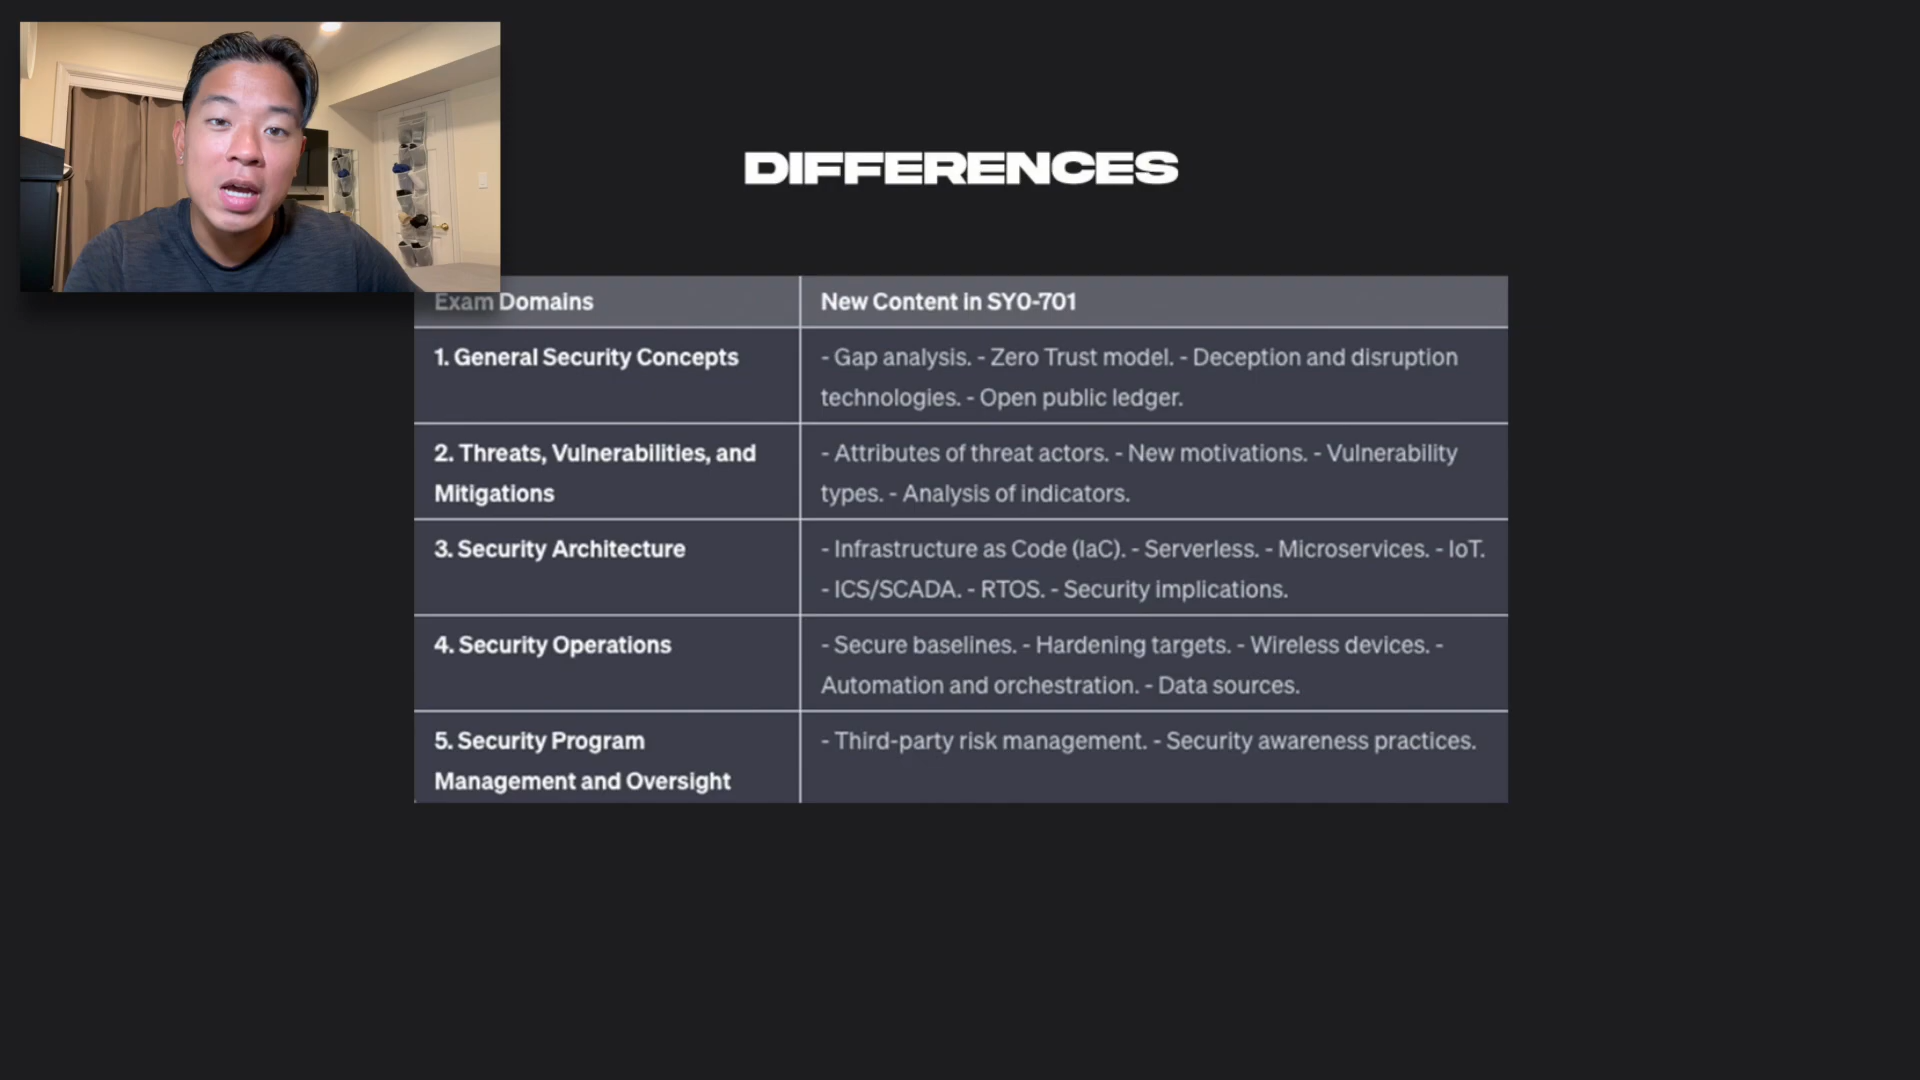 DIFFERENCES
Exam Domains
New Content in SY0-701
1. General Security Concepts
- Gap analysis. - Zero Trust model. - Deception and disruption
technologies. - Open public ledger.
2. Threats, Vulnerabilities, and
Mitigations
- Attributes of threat actors. - New motivations. - Vulnerability
types. - Analysis of indicators.
3. Security Architecture
- Infrastructure as Code (IaC). - Serverless. - Microservices. - IoT.
- ICS/SCADA. - RTOS. - Security implications.
4. Security Operations
- Secure baselines. - Hardening targets. - Wireless devices. -
Automation and orchestration. - Data sources.
5. Security Program
Management and Oversight
- Third-party risk management. - Security awareness practices.